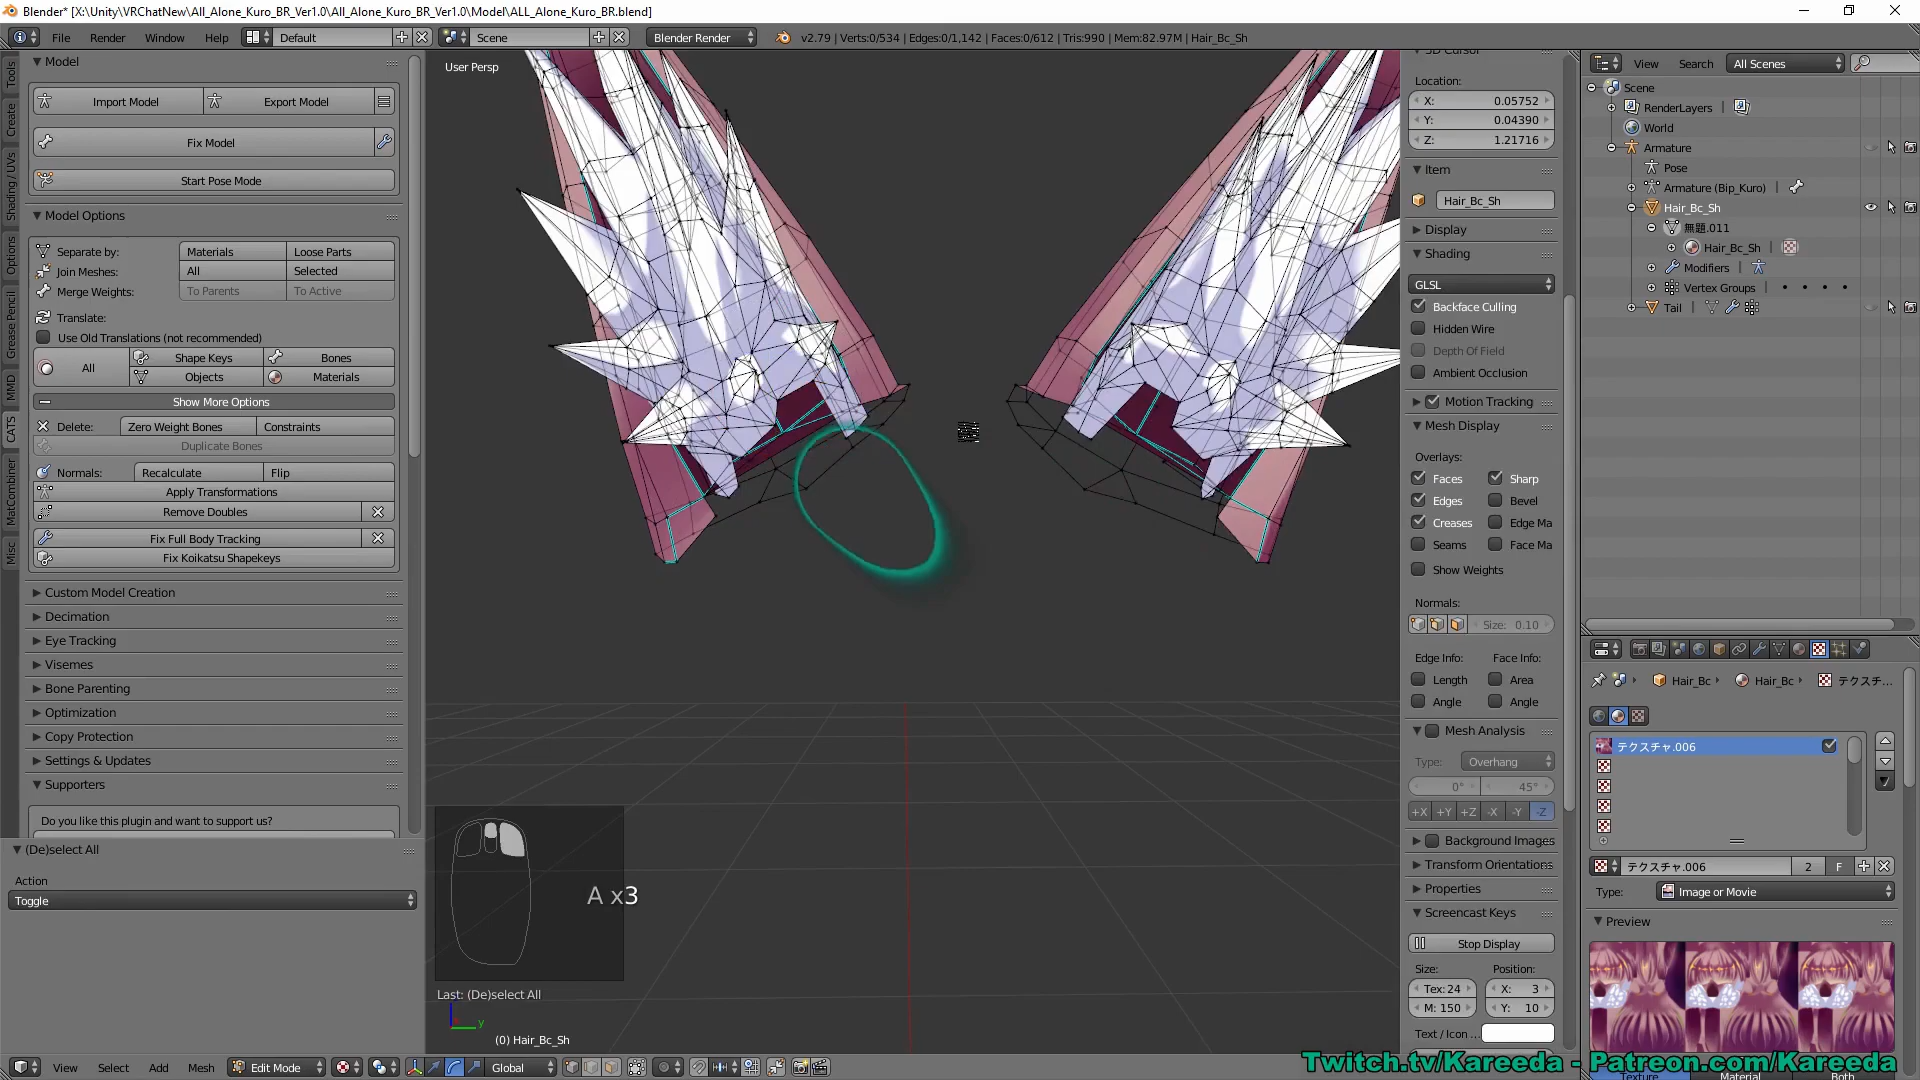 Blender* [X:\Unity\VRChatNew\All_Alone_Kuro_BR_Ver1.0\All_Alone_Kuro_BR_Ver1.0\Model\ALL_Alone_Kuro_BR.blend]
File Render Window Help Default Scene Blender Render v2.79 | Verts:0/534 | Edges:0/1,142 | Faces:0/612 | Tris:990 | Mem:82.97M | Hair_Bc_Sh
Tools
Create
Shading / UVs
Options
Grease Pencil
MMD
CATS
MatCombiner
Misc
Model
Import Model Export Model
Fix Model
Start Pose Mode
Model Options
Separate by: Materials Loose Parts
Join Meshes: All Selected
Merge Weights: To Parents To Active
Translate:
Use Old Translations (not recommended)
All Shape Keys Bones
Objects Materials
Show More Options
Delete: Zero Weight Bones Constraints
Duplicate Bones
Normals: Recalculate Flip
Apply Transformations
Remove Doubles
Fix Full Body Tracking
Fix Koikatsu Shapekeys
Custom Model Creation
Decimation
Eye Tracking
Visemes
Bone Parenting
Optimization
Copy Protection
Settings & Updates
Supporters
Do you like this plugin and want to support us?
(De)select All
Action
Toggle
User Persp
A x3
Last: (De)select All
y
(0) Hair_Bc_Sh
View Select Add Mesh Edit Mode Global
3D Cursor
Location:
X: 0.05752
Y: 0.04390
Z: 1.21716
Item
Hair_Bc_Sh
Display
Shading
GLSL
Backface Culling
Hidden Wire
Depth Of Field
Ambient Occlusion
Motion Tracking
Mesh Display
Overlays:
Faces Sharp
Edges Bevel
Creases Edge Ma
Seams Face Ma
Show Weights
Normals:
Size: 0.10
Edge Info: Face Info:
Length Area
Angle Angle
Mesh Analysis
Type: Overhang
0° 45°
+X +Y +Z -X -Y -Z
Background Images
Transform Orientations
Properties
Screencast Keys
Stop Display
Size: Position:
Tex: 24 X: 3
M: 150 Y: 10
Text / Icon
View Search All Scenes
Scene
RenderLayers |
World
Armature
Pose
Armature (Bip_Kuro) |
Hair_Bc_Sh
無題.011
Hair_Bc_Sh |
Modifiers |
Vertex Groups |
Tail |
Hair_Bc Hair_Bc テクスチ...
テクスチャ.006
テクスチャ.006 2 F
Type: Image or Movie
Preview
Texture Material Both
Twitch.tv/Kareeda - Patreon.com/Kareeda